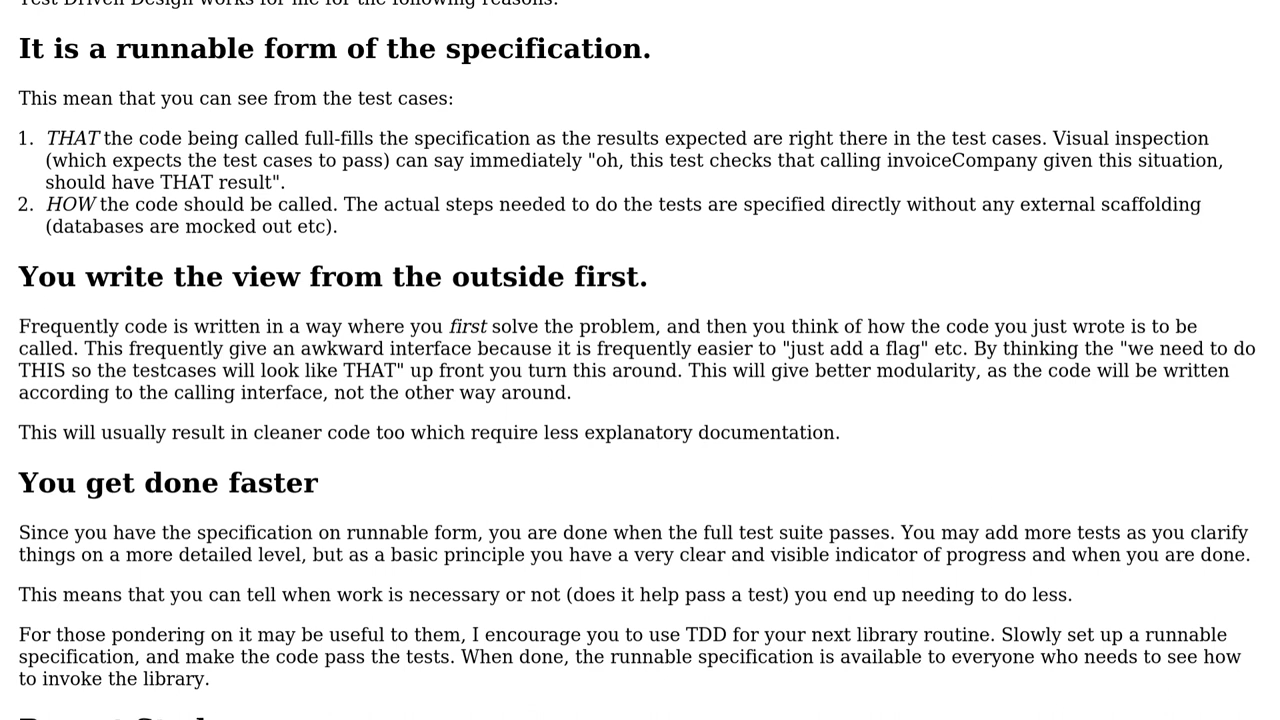 Test Driven Design works for me for the following reasons:
It is a runnable form of the specification.
This mean that you can see from the test cases:
1. THAT the code being called full-fills the specification as the results expected are right there in the test cases. Visual inspection
(which expects the test cases to pass) can say immediately "oh, this test checks that calling invoiceCompany given this situation,
should have THAT result".
2. HOW the code should be called. The actual steps needed to do the tests are specified directly without any external scaffolding
(databases are mocked out etc).
You write the view from the outside first.
Frequently code is written in a way where you first solve the problem, and then you think of how the code you just wrote is to be
called. This frequently give an awkward interface because it is frequently easier to "just add a flag" etc. By thinking the "we need to do
THIS so the testcases will look like THAT" up front you turn this around. This will give better modularity, as the code will be written
according to the calling interface, not the other way around.
This will usually result in cleaner code too which require less explanatory documentation.
You get done faster
Since you have the specification on runnable form, you are done when the full test suite passes. You may add more tests as you clarify
things on a more detailed level, but as a basic principle you have a very clear and visible indicator of progress and when you are done.
This means that you can tell when work is necessary or not (does it help pass a test) you end up needing to do less.
For those pondering on it may be useful to them, I encourage you to use TDD for your next library routine. Slowly set up a runnable
specification, and make the code pass the tests. When done, the runnable specification is available to everyone who needs to see how
to invoke the library.